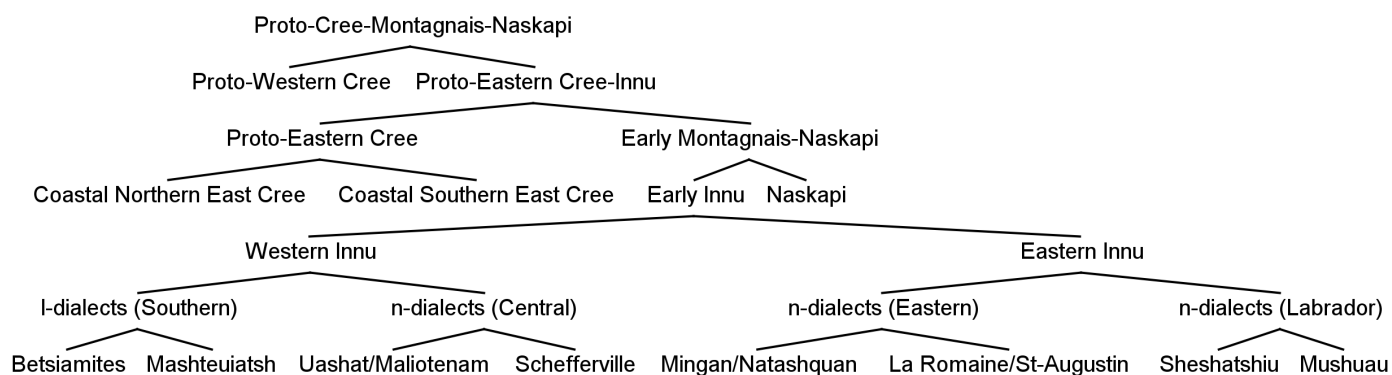 Proto-Cree-Montagnais-Naskapi
Proto-Western Cree Proto-Eastern Cree-Innu
Proto-Eastern Cree Early Montagnais-Naskapi
Coastal Northern East Cree Coastal Southern East Cree Early Innu Naskapi
Western Innu Eastern Innu
l-dialects (Southern) n-dialects (Central) n-dialects (Eastern) n-dialects (Labrador)
Betsiamites Mashteuiatsh Uashat/Maliotenam Schefferville Mingan/Natashquan La Romaine/St-Augustin Sheshatshiu Mushuau